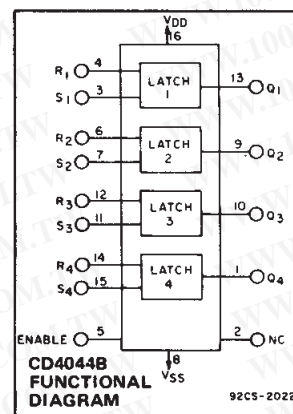 VDD
16
R1 4
S1 3
LATCH
1
13 Q1
R2 6
S2 7
LATCH
2
9 Q2
R3 12
S3 11
LATCH
3
10 Q3
R4 14
S4 15
LATCH
4
1 Q4
ENABLE 5
2 NC
8
VSS
CD4044B
FUNCTIONAL
DIAGRAM
92CS-2022